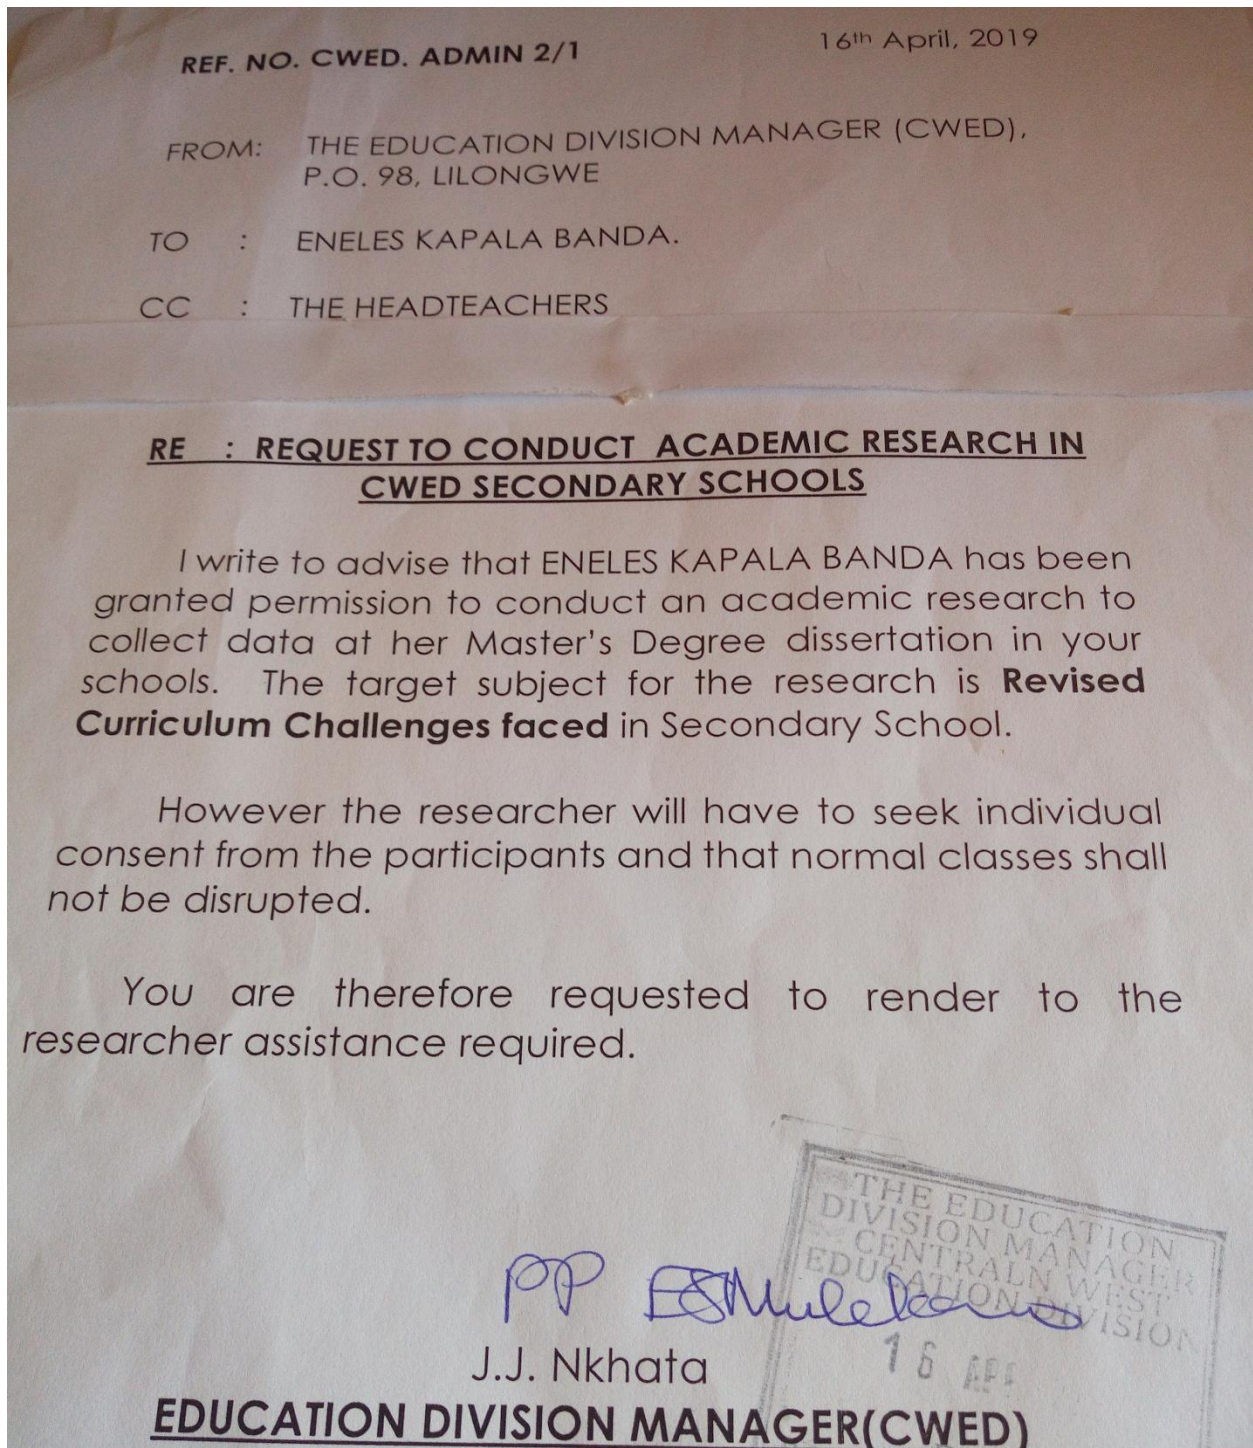 REF. NO. CWED. ADMIN 2/1 16th April, 2019
FROM: THE EDUCATION DIVISION MANAGER (CWED),
P.O. 98, LILONGWE
TO : ENELES KAPALA BANDA.
CC : THE HEADTEACHERS
RE : REQUEST TO CONDUCT ACADEMIC RESEARCH IN
CWED SECONDARY SCHOOLS
I write to advise that ENELES KAPALA BANDA has been
granted permission to conduct an academic research to
collect data at her Master's Degree dissertation in your
schools. The target subject for the research is Revised
Curriculum Challenges faced in Secondary School.
However the researcher will have to seek individual
consent from the participants and that normal classes shall
not be disrupted.
You are therefore requested to render to the
researcher assistance required.
THE EDUCATION
DIVISION MANAGER
CENTRALN WEST
EDUCATION DIVISION
16 APR
PP
J.J. Nkhata
EDUCATION DIVISION MANAGER(CWED)